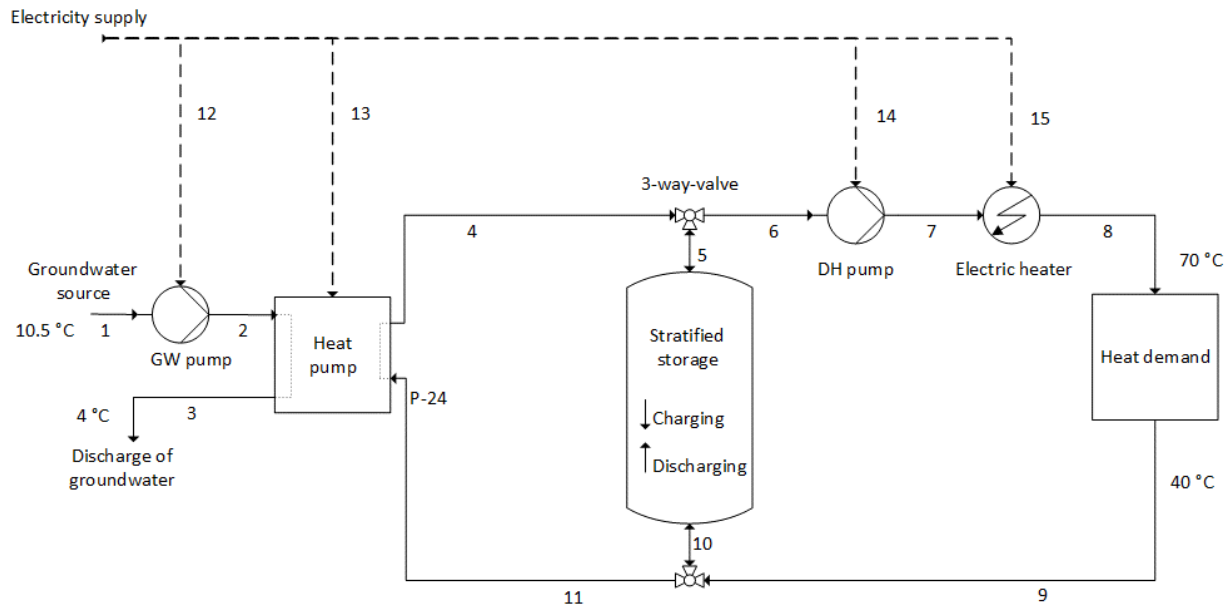 Electricity supply
12
13
14
15
3-way-valve
4
6
7
8
5
Groundwater
source
DH pump
Electric heater
70 °C
10.5 °C
1
2
GW pump
Heat
pump
Stratified
storage
Heat demand
P-24
4 °C
3
Charging
Discharge of
groundwater
Discharging
40 °C
10
11
9